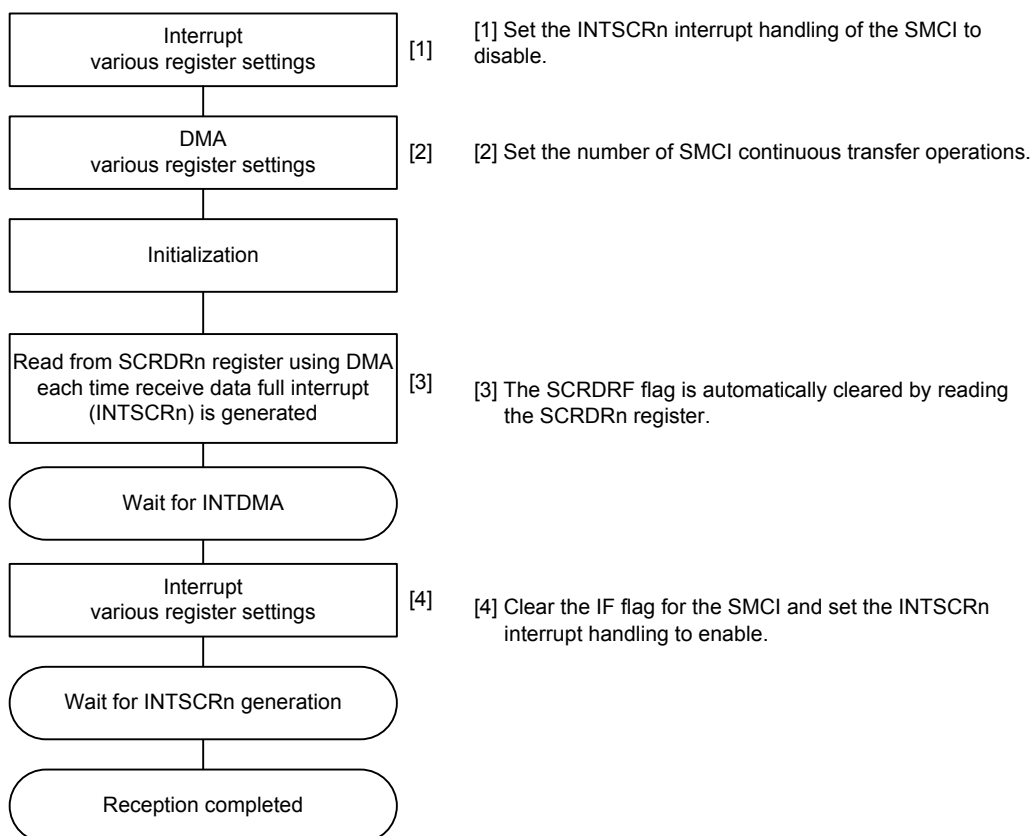 Interrupt
various register settings
[1]
[1] Set the INTSCRn interrupt handling of the SMCI to
disable.
DMA
various register settings
[2]
[2] Set the number of SMCI continuous transfer operations.
Initialization
Read from SCRDRn register using DMA
each time receive data full interrupt
(INTSCRn) is generated
[3]
[3] The SCRDRF flag is automatically cleared by reading
the SCRDRn register.
Wait for INTDMA
Interrupt
various register settings
[4]
[4] Clear the IF flag for the SMCI and set the INTSCRn
interrupt handling to enable.
Wait for INTSCRn generation
Reception completed